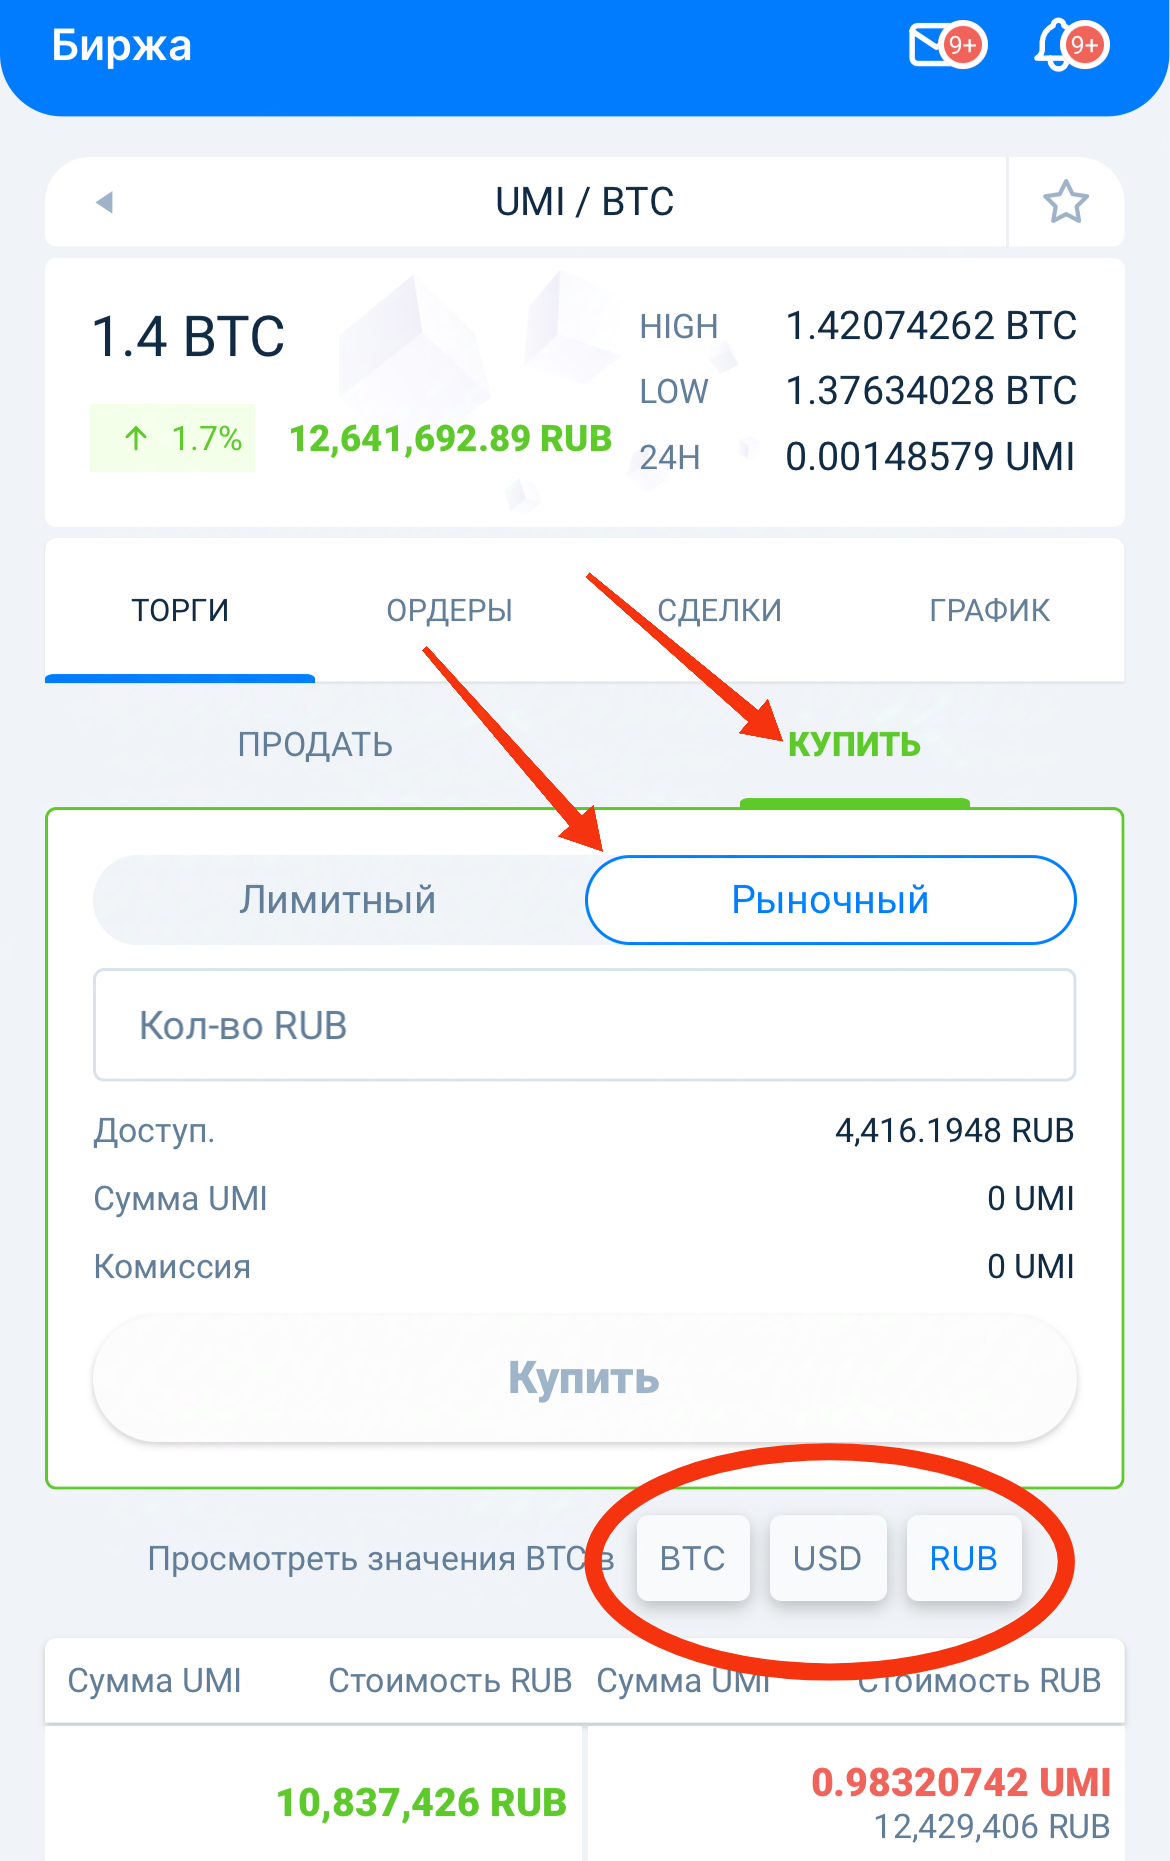 Биржа
9+
9+
UMI / BTC
1.4 BTC
HIGH 1.42074262 BTC
LOW 1.37634028 BTC
↑ 1.7% 12,641,692.89 RUB
24H 0.00148579 UMI
ТОРГИ ОРДЕРЫ СДЕЛКИ ГРАФИК
ПРОДАТЬ КУПИТЬ
Лимитный Рыночный
Кол-во RUB
Доступ. 4,416.1948 RUB
Сумма UMI 0 UMI
Комиссия 0 UMI
Купить
Просмотреть значения BTC в BTC USD RUB
Сумма UMI Стоимость RUB Сумма UMI Стоимость RUB
10,837,426 RUB
0.98320742 UMI
12,429,406 RUB